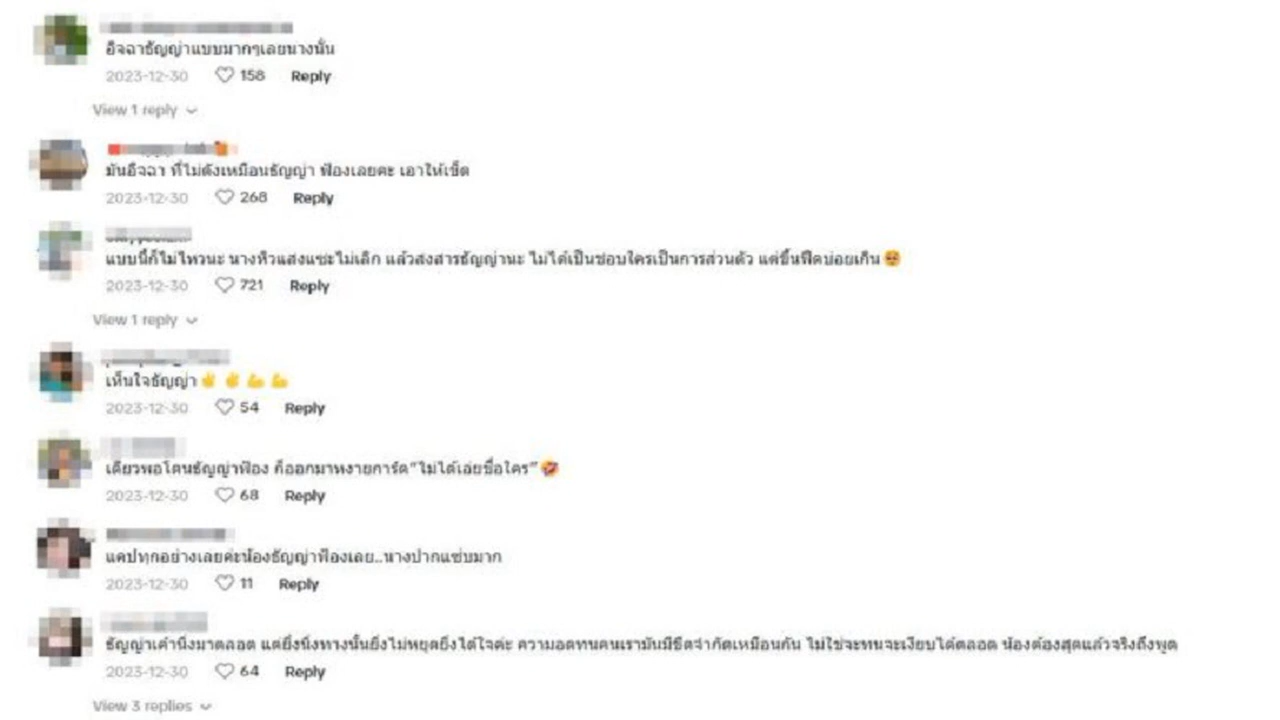 อิจฉาธัญญ่าแบบมากๆเลยนางนั้น
2023-12-30 158 Reply
View 1 reply
มันอิจฉา ที่ไม่ดังเหมือนธัญญ่า ฟ้องเลยคะ เอาให้เข็ด
2023-12-30 268 Reply
แบบนี้ก็ไม่ไหวนะ นางหิวแสงแซะไม่เลิก แล้วสงสารธัญญ่านะ ไม่ได้เป็นชอบใครเป็นการส่วนตัว แต่ขึ้นฟีดบ่อยเกิน
2023-12-30 721 Reply
View 1 reply
เห็นใจธัญญ่า
2023-12-30 54 Reply
เดียวพอโดนธัญญ่าฟ้อง ก็ออกมาหงายการ์ด"ไม่ได้เอ่ยชื่อใคร"
2023-12-30 68 Reply
แคปทุกอย่างเลยค่ะน้องธัญญ่าฟ้องเลย..นางปากแซ่บมาก
2023-12-30 11 Reply
ธัญญ่าเค้านิ่งมาตลอด แต่ยิ่งนิ่งทางนั้นยิ่งไม่หยุดยิ่งได้ใจค่ะ ความอดทนคนเรามันมีขีดจำกัดเหมือนกัน ไม่ใช่จะทนจะเงียบได้ตลอด น้องต้องสุดแล้วจริงถึงพูด
2023-12-30 64 Reply
View 3 replies